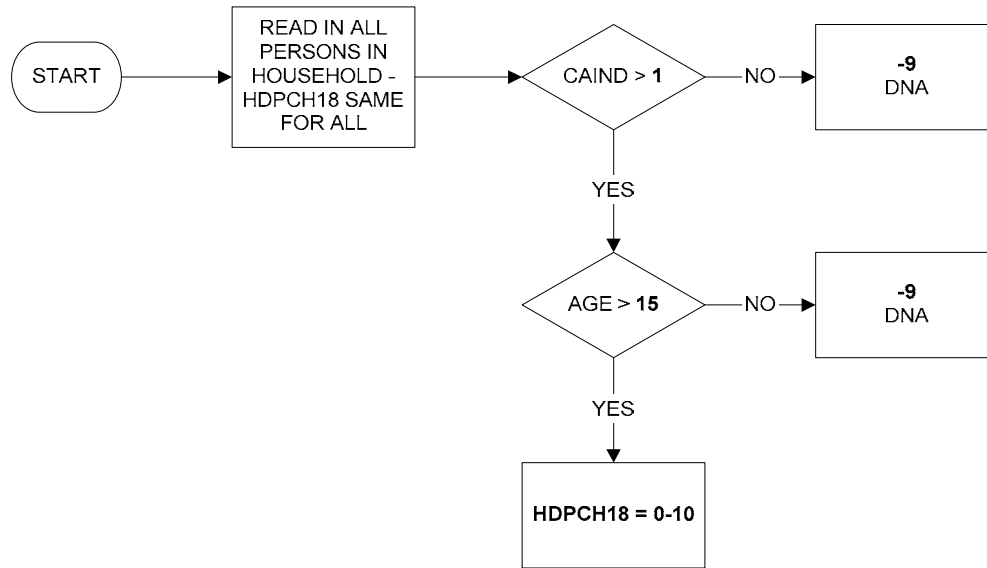 START
READ IN ALL
PERSONS IN
HOUSEHOLD -
HDPCH18 SAME
FOR ALL
CAIND > 1
NO
-9
DNA
YES
AGE > 15
NO
-9
DNA
YES
HDPCH18 = 0-10